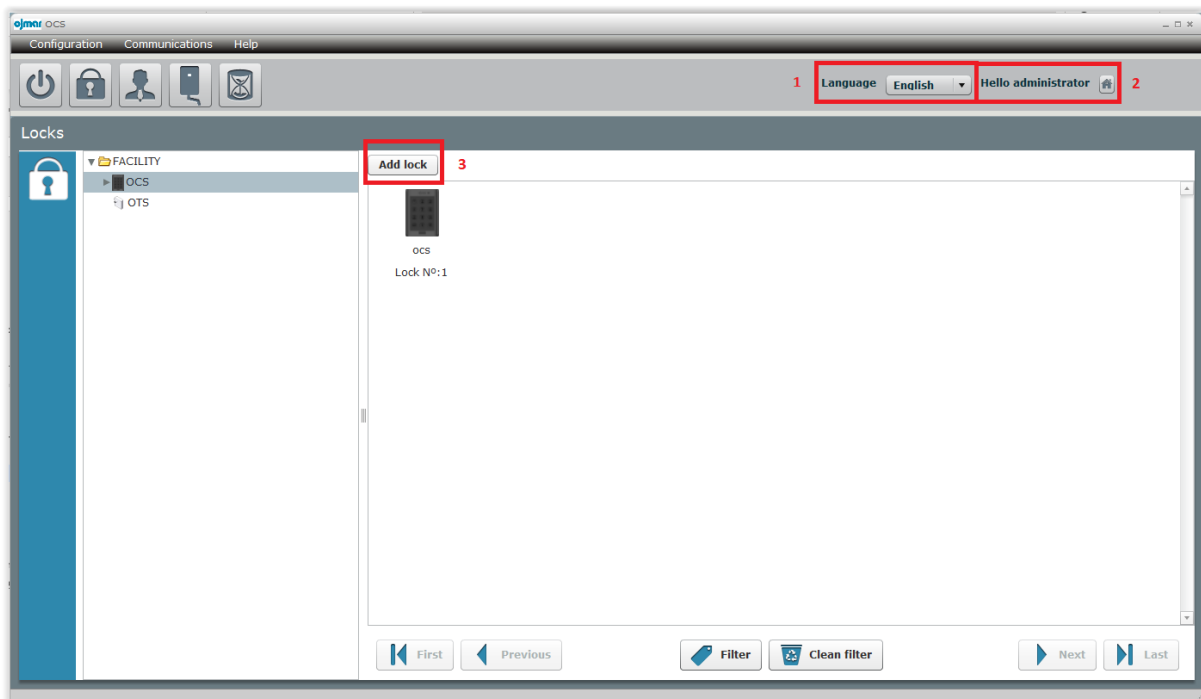 ojmar OCS
Configuration Communications Help
1 Language English Hello administrator 2
Locks
FACILITY
OCS
OTS
Add lock 3
ocs
Lock Nº:1
First Previous Filter Clean filter Next Last